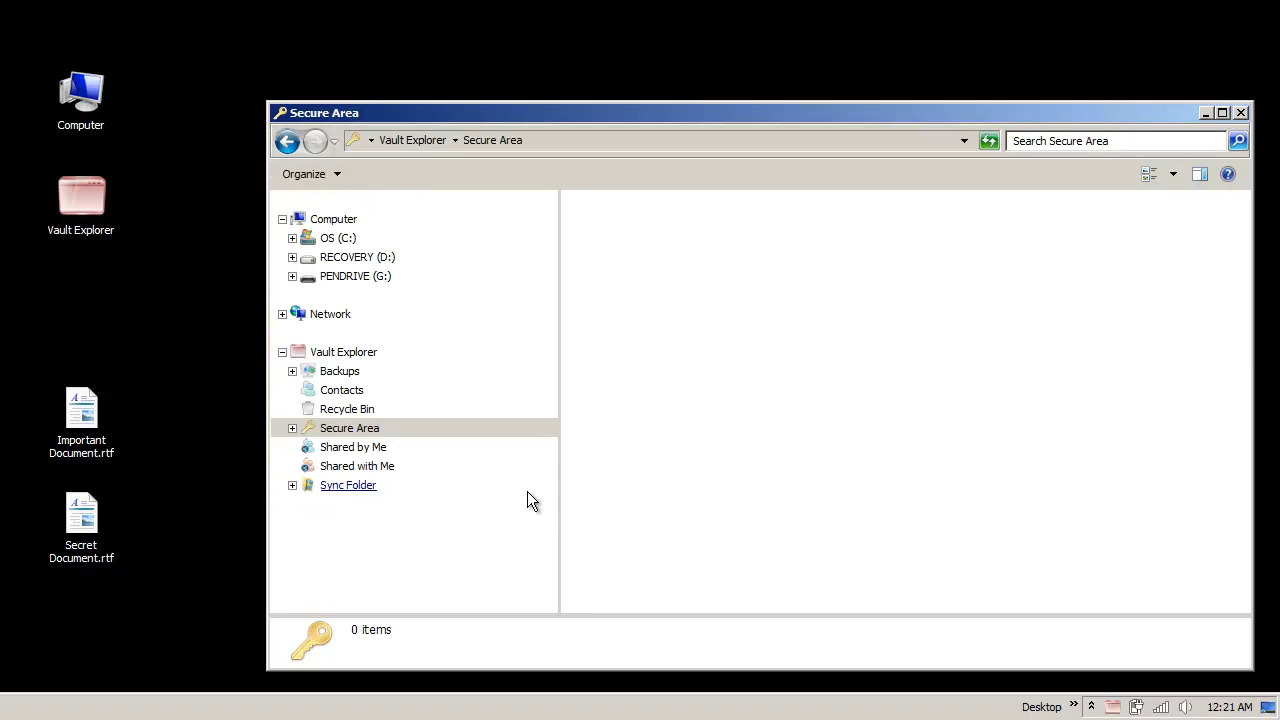 Computer
Vault Explorer
Important
Document.rtf
Secret
Document.rtf
Secure Area
Vault Explorer Secure Area
Search Secure Area
Organize
Computer
OS (C:)
RECOVERY (D:)
PENDRIVE (G:)
Network
Vault Explorer
Backups
Contacts
Recycle Bin
Secure Area
Shared by Me
Shared with Me
Sync Folder
0 items
Desktop
12:21 AM